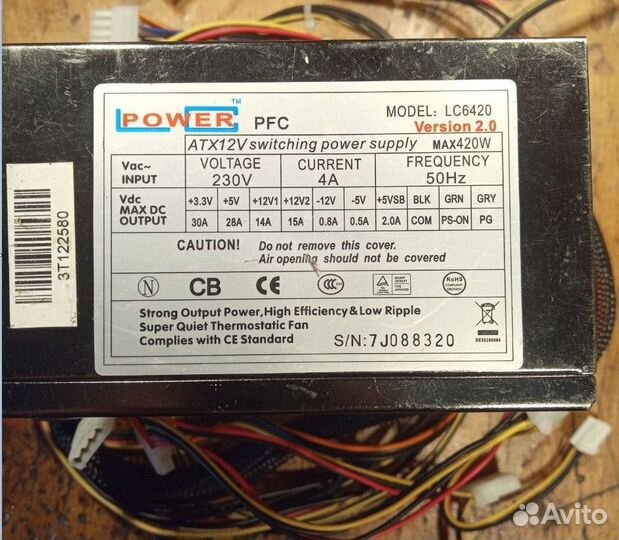 POWER LC ™ PFC
MODEL: LC6420
Version 2.0
ATX12V switching power supply MAX420W
Vac~ INPUT VOLTAGE 230V CURRENT 4A FREQUENCY 50Hz
Vdc MAX DC OUTPUT
+3.3V +5V +12V1 +12V2 -12V -5V +5VSB BLK GRN GRY
30A 28A 14A 15A 0.8A 0.5A 2.0A COM PS-ON PG
CAUTION! Do not remove this cover.
Air opening should not be covered
N CB CE CCC RoHS
Strong Output Power,High Efficiency & Low Ripple
Super Quiet Thermostatic Fan
Complies with CE Standard
S/N:7J088320
3T122580
Avito